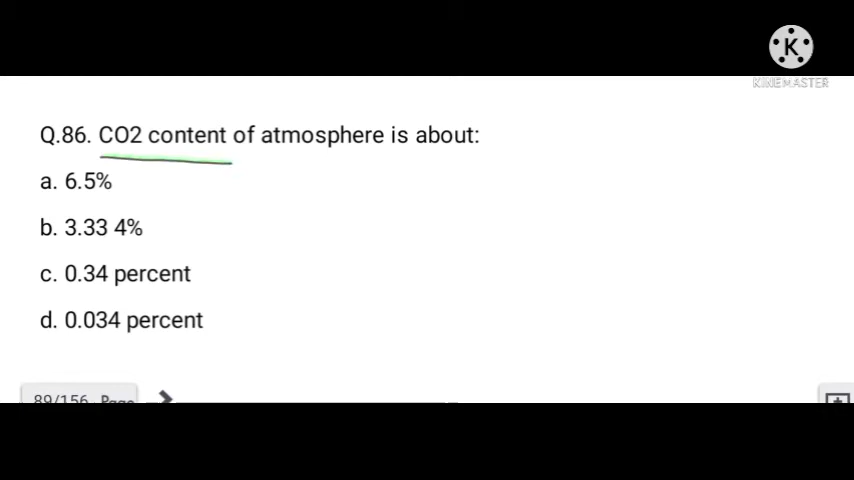 K
KINEMASTER
Q.86. CO2 content of atmosphere is about:
a. 6.5%
b. 3.33 4%
c. 0.34 percent
d. 0.034 percent
89/156 - Page